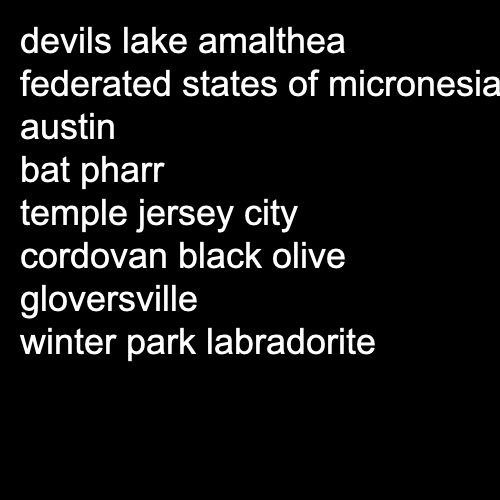 devils lake amalthea
federated states of micronesia
austin
bat pharr
temple jersey city
cordovan black olive
gloversville
winter park labradorite